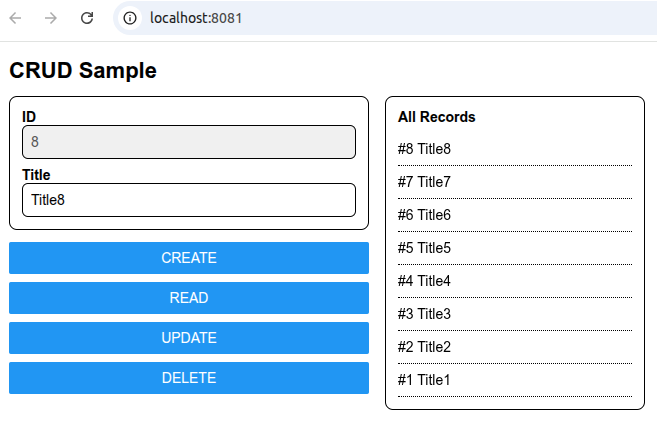 localhost:8081
CRUD Sample
ID
8
Title
Title8
CREATE
READ
UPDATE
DELETE
All Records
#8 Title8
#7 Title7
#6 Title6
#5 Title5
#4 Title4
#3 Title3
#2 Title2
#1 Title1